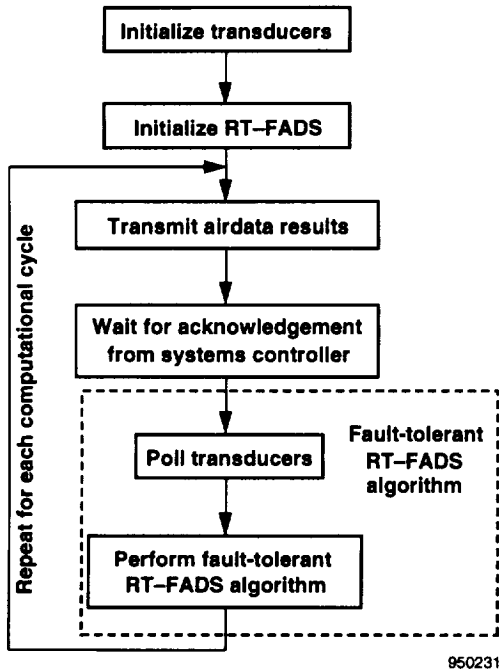 Initialize transducers
Initialize RT–FADS
Transmit airdata results
Wait for acknowledgement
from systems controller
Repeat for each computational cycle
Fault-tolerant
RT–FADS
algorithm
Poll transducers
Perform fault-tolerant
RT–FADS algorithm
950231